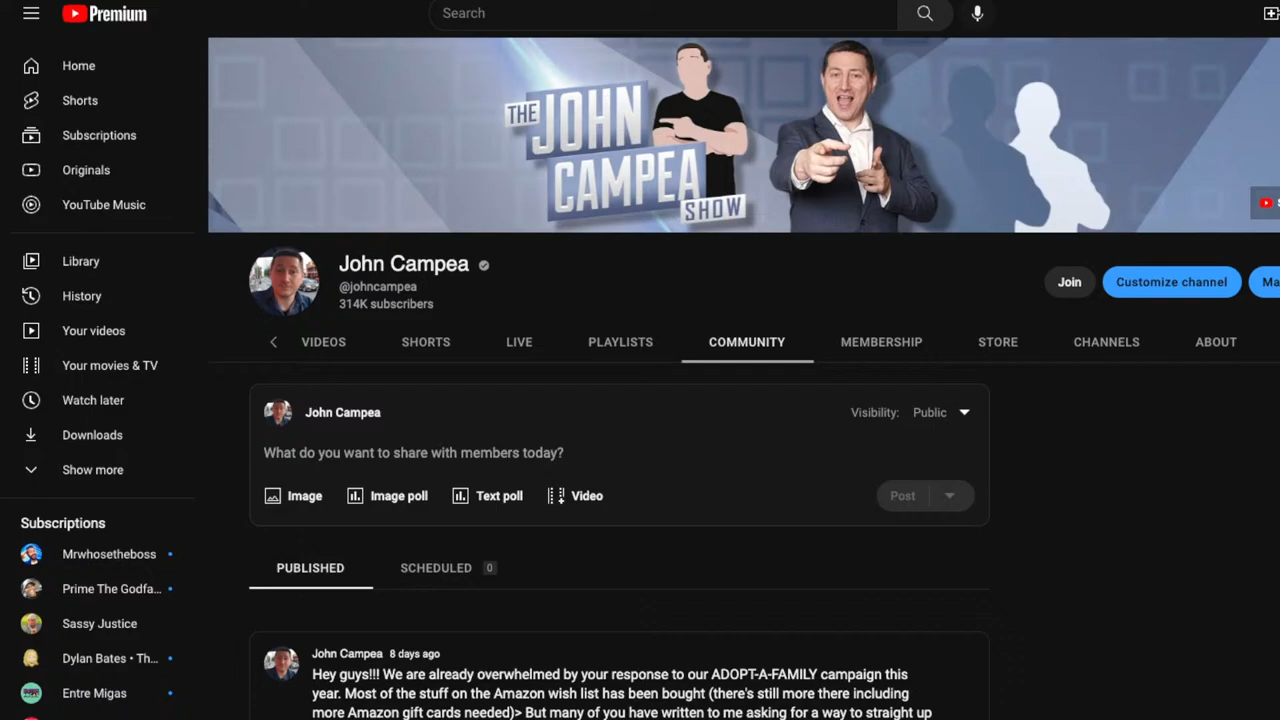 Premium
Search
Home
Shorts
Subscriptions
Originals
YouTube Music
Library
History
Your videos
Your movies & TV
Watch later
Downloads
Show more
Subscriptions
Mrwhosetheboss
Prime The Godfa...
Sassy Justice
Dylan Bates • Th...
Entre Migas
THE
JOHN
CAMPEA
SHOW
John Campea
@johncampea
314K subscribers
Join
Customize channel
Ma
VIDEOS
SHORTS
LIVE
PLAYLISTS
COMMUNITY
MEMBERSHIP
STORE
CHANNELS
ABOUT
John Campea
Visibility: Public
What do you want to share with members today?
Image
Image poll
Text poll
Video
Post
PUBLISHED
SCHEDULED 0
John Campea 8 days ago
Hey guys!!! We are already overwhelmed by your response to our ADOPT-A-FAMILY campaign this
year. Most of the stuff on the Amazon wish list has been bought (there's still more there including
more Amazon gift cards needed)> But many of you have written to me asking for a way to straight up